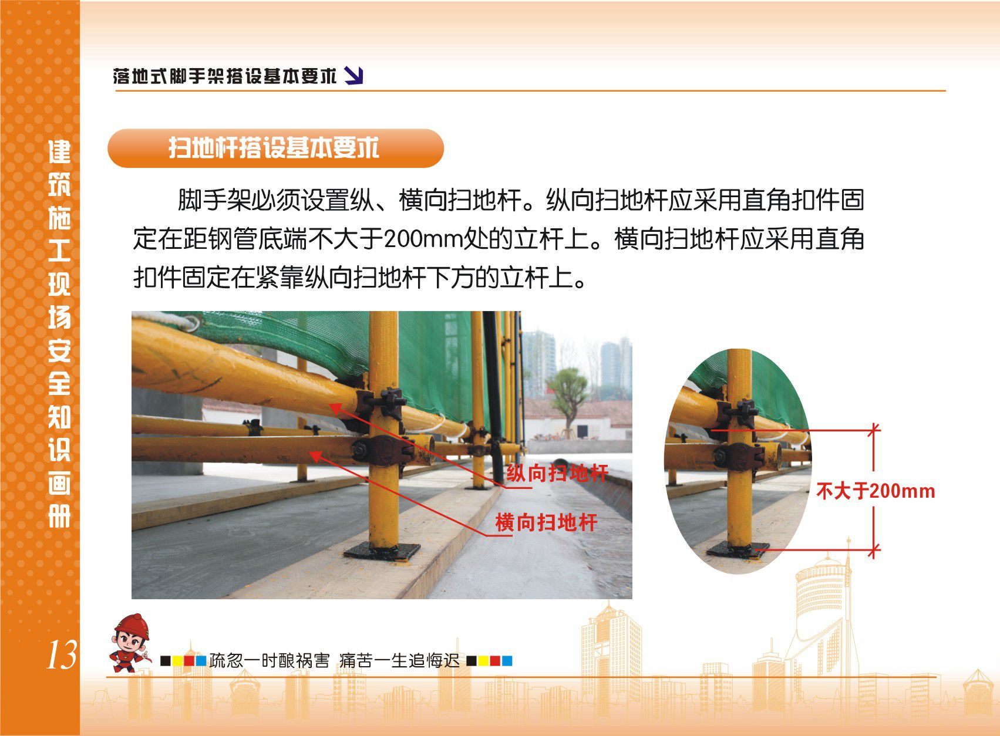 落地式脚手架搭设基本要求
建筑施工现场安全知识画册
扫地杆搭设基本要求
脚手架必须设置纵、横向扫地杆。纵向扫地杆应采用直角扣件固
定在距钢管底端不大于200mm处的立杆上。横向扫地杆应采用直角
扣件固定在紧靠纵向扫地杆下方的立杆上。
纵向扫地杆
横向扫地杆
不大于200mm
13
疏忽一时酿祸害 痛苦一生追悔迟